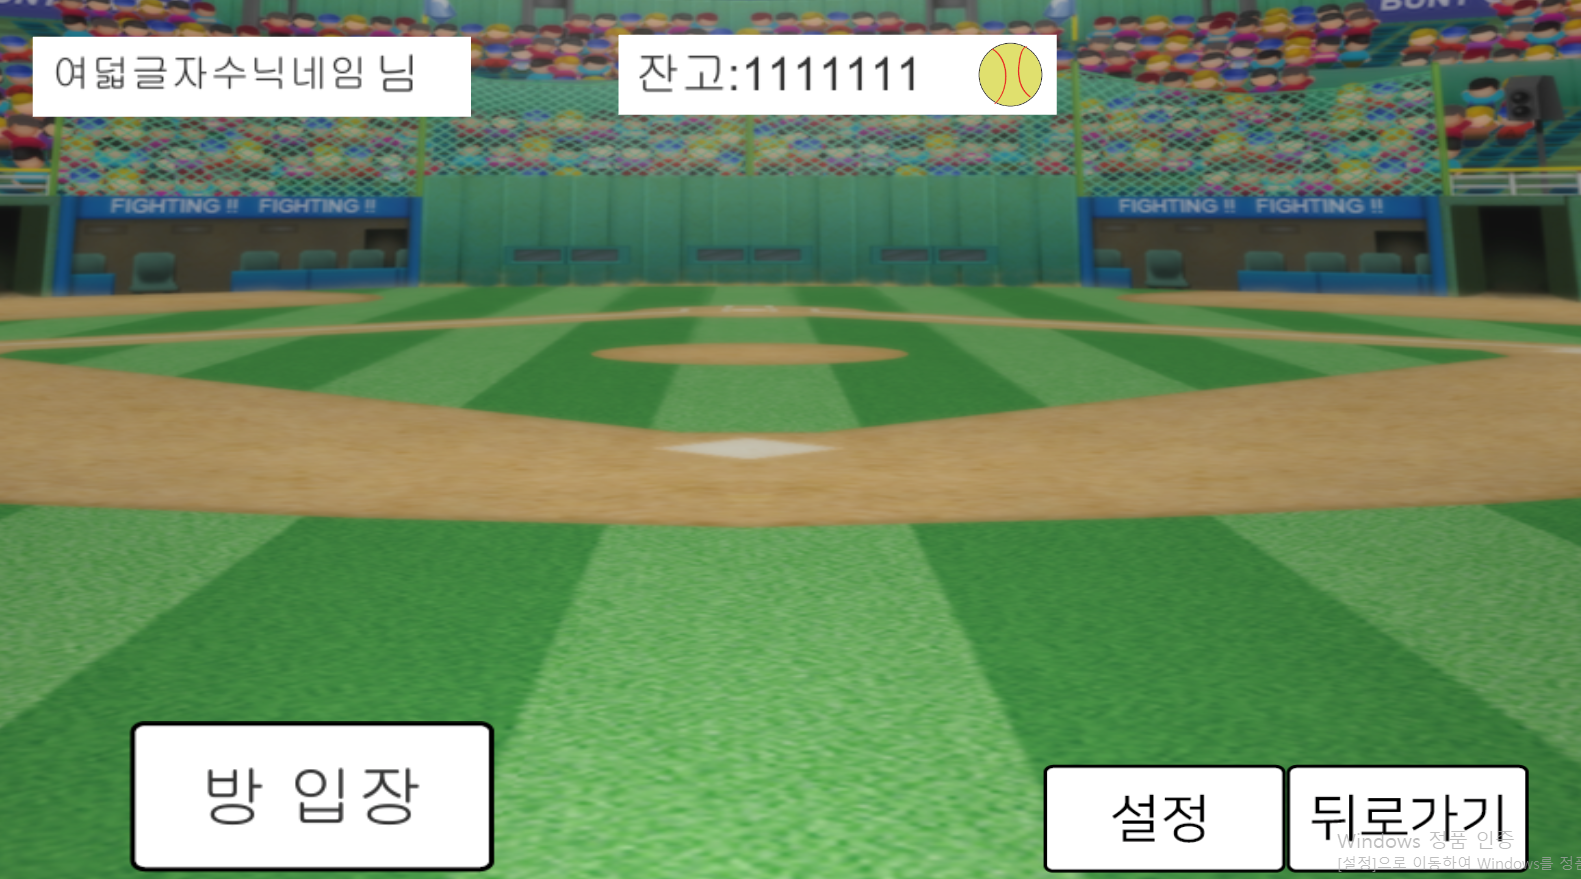 여덟글자수닉네임 님
잔고:1111111
FIGHTING !! FIGHTING !!
FIGHTING !! FIGHTING !!
방 입장
설정
뒤로가기
Windows 정품 인증
[설정]으로 이동하여 Windows를 정품